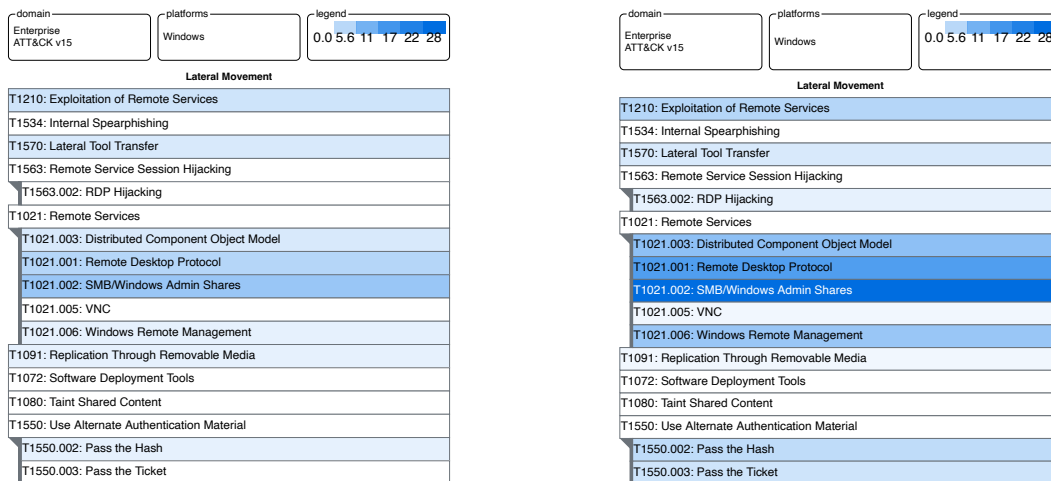 domain
Enterprise
ATT&CK v15
platforms
Windows
legend
0.0 5.6 11 17 22 28
Lateral Movement
T1210: Exploitation of Remote Services
T1534: Internal Spearphishing
T1570: Lateral Tool Transfer
T1563: Remote Service Session Hijacking
T1563.002: RDP Hijacking
T1021: Remote Services
T1021.003: Distributed Component Object Model
T1021.001: Remote Desktop Protocol
T1021.002: SMB/Windows Admin Shares
T1021.005: VNC
T1021.006: Windows Remote Management
T1091: Replication Through Removable Media
T1072: Software Deployment Tools
T1080: Taint Shared Content
T1550: Use Alternate Authentication Material
T1550.002: Pass the Hash
T1550.003: Pass the Ticket
domain
Enterprise
ATT&CK v15
platforms
Windows
legend
0.0 5.6 11 17 22 28
Lateral Movement
T1210: Exploitation of Remote Services
T1534: Internal Spearphishing
T1570: Lateral Tool Transfer
T1563: Remote Service Session Hijacking
T1563.002: RDP Hijacking
T1021: Remote Services
T1021.003: Distributed Component Object Model
T1021.001: Remote Desktop Protocol
T1021.002: SMB/Windows Admin Shares
T1021.005: VNC
T1021.006: Windows Remote Management
T1091: Replication Through Removable Media
T1072: Software Deployment Tools
T1080: Taint Shared Content
T1550: Use Alternate Authentication Material
T1550.002: Pass the Hash
T1550.003: Pass the Ticket